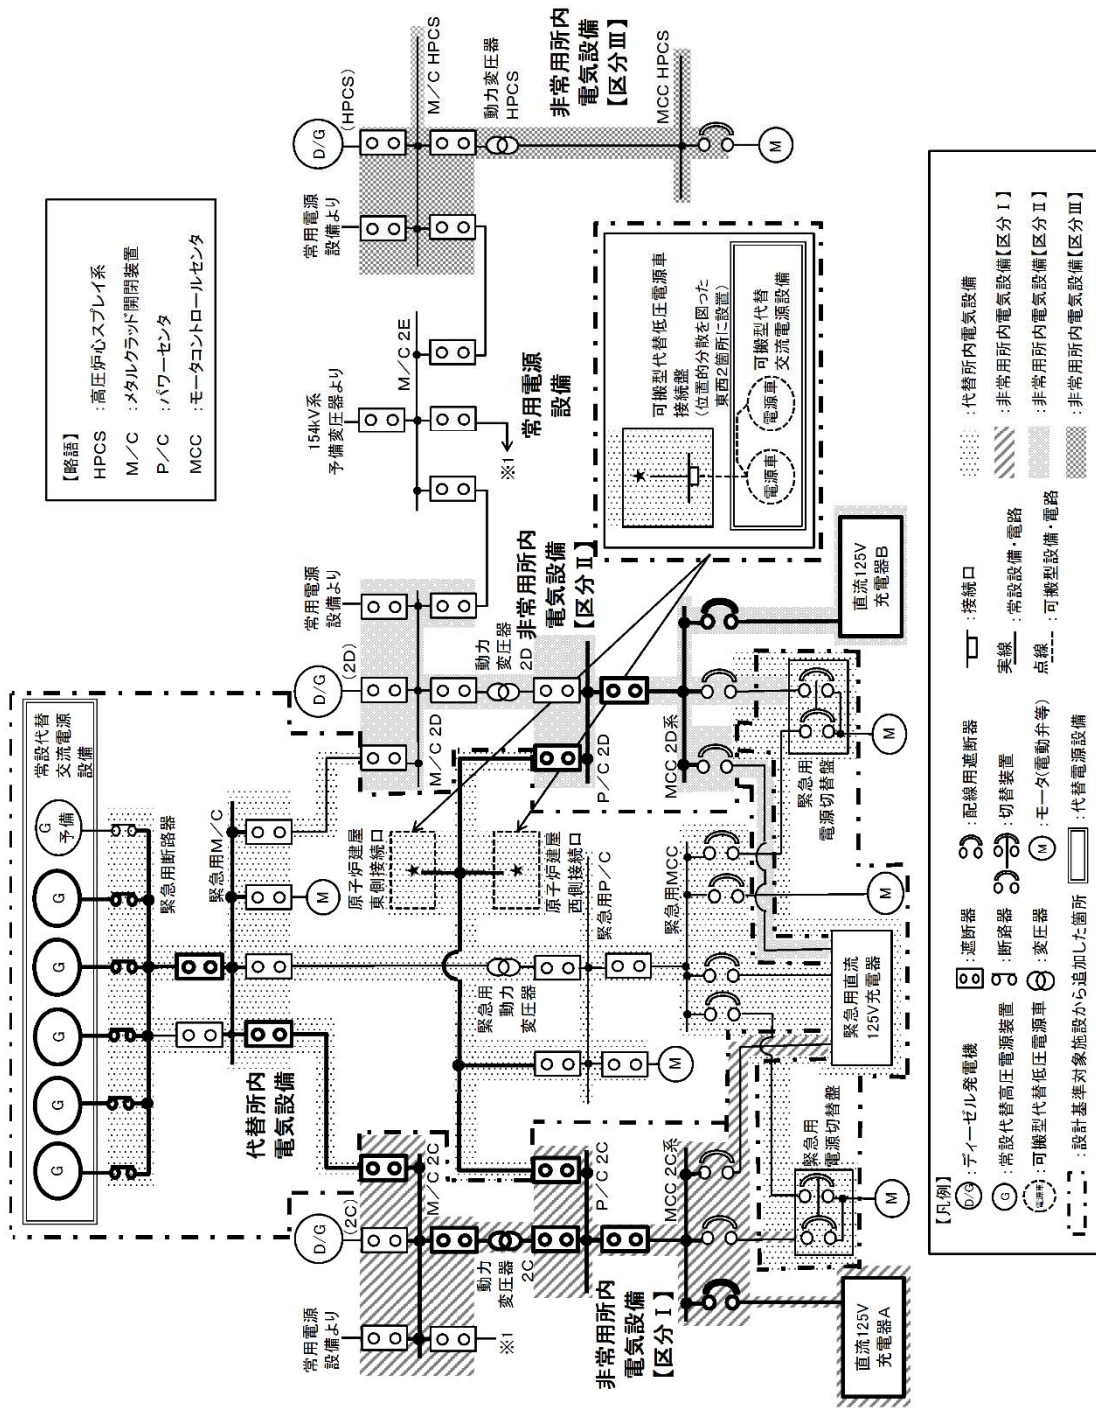 【略語】
HPCS ：高圧炉心スプレイ系
M／C ：メタルクラッド開閉装置
P／C ：パワーセンタ
MCC ：モータコントロールセンタ
常設代替
交流電源
設備
G
G
G
G
G
G
予備
緊急用断路器
緊急用M／C
M
代替所内
電気設備
常用電源
設備より
D/G
(2C)
M／C 2C
※1
動力
変圧器
2C
非常用所内
電気設備
【区分Ⅰ】
P／C 2C
MCC 2C系
緊急用
電源切替盤
M
直流125V
充電器A
D/G
(2D)
常用電源
設備より
M／C 2D
動力
変圧器
2D
非常用所内
電気設備
【区分Ⅱ】
P／C 2D
MCC 2D系
緊急用
電源切替盤
M
直流125V
充電器B
原子炉建屋
東側接続口
★
原子炉建屋
西側接続口
★
緊急用
動力
変圧器
緊急用P／C
M
緊急用MCC
M
緊急用直流
125V充電器
154kV系
予備変圧器より
M／C 2E
※1
常用電源
設備
常用電源
設備より
D/G
(HPCS)
M／C HPCS
動力変圧器
HPCS
非常用所内
電気設備
【区分Ⅲ】
MCC HPCS
M
可搬型代替低圧電源車
接続盤
(位置的分散を図った
東西2箇所に設置)
★
可搬型代替
交流電源設備
電源車
電源車
【凡例】
D/G ：ディーゼル発電機
G ：常設代替高圧電源装置
電源車 ：可搬型代替低圧電源車
：設計基準対象施設から追加した箇所
：遮断器
：断路器
：変圧器
：代替電源設備
：配線用遮断器
：切替装置
M ：モータ(電動弁等)
：接続口
実線 ：常設設備・電路
点線 ：可搬型設備・電路
：代替所内電気設備
：非常用所内電気設備【区分Ⅰ】
：非常用所内電気設備【区分Ⅱ】
：非常用所内電気設備【区分Ⅲ】